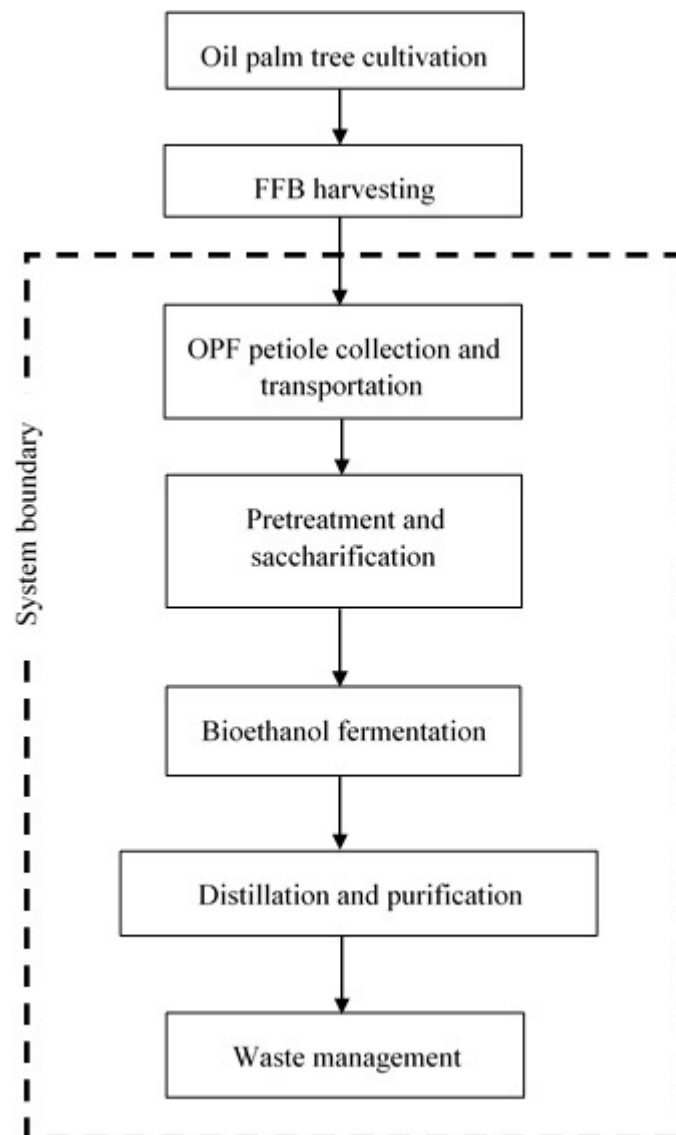 Oil palm tree cultivation
FFB harvesting
System boundary
OPF petiole collection and
transportation
Pretreatment and
saccharification
Bioethanol fermentation
Distillation and purification
Waste management